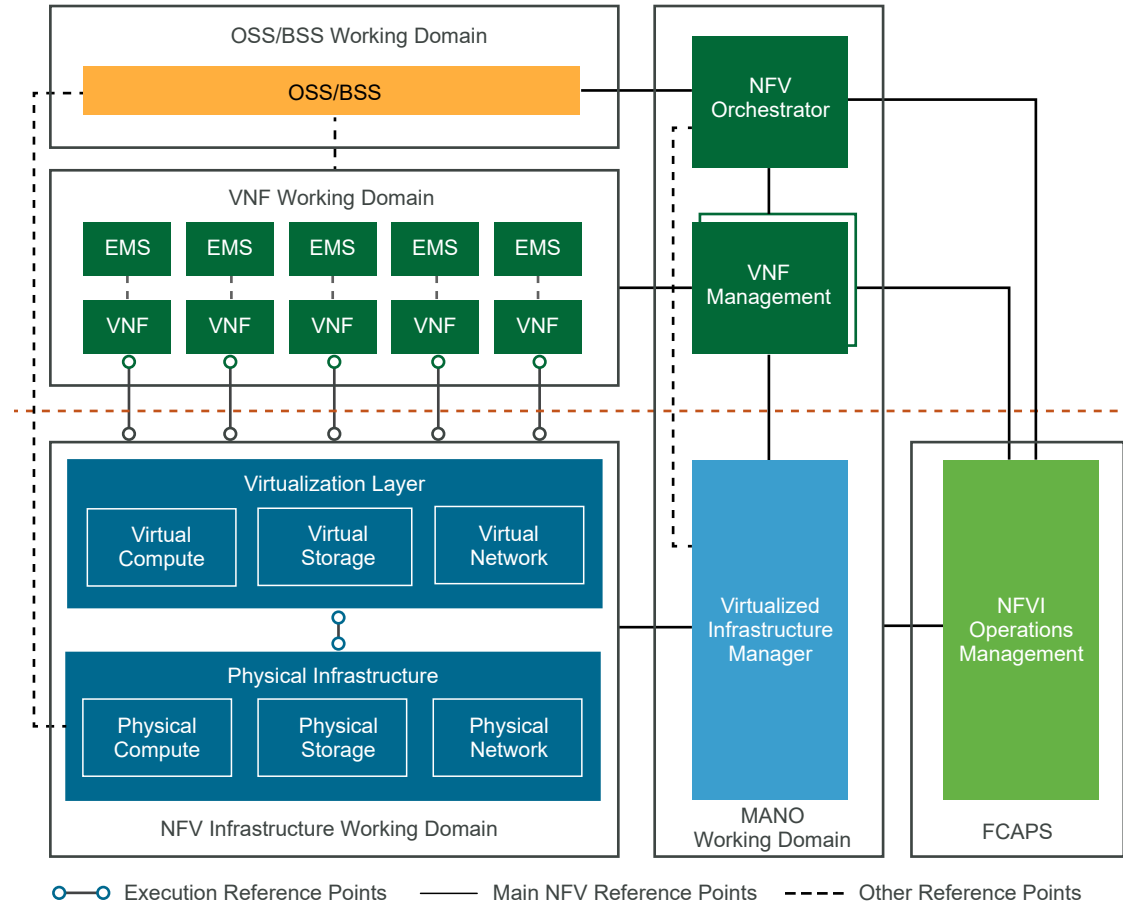 OSS/BSS Working Domain
OSS/BSS
VNF Working Domain
EMS
EMS
EMS
EMS
EMS
VNF
VNF
VNF
VNF
VNF
NFV
Orchestrator
VNF
Management
Virtualization Layer
Virtual
Compute
Virtual
Storage
Virtual
Network
Physical Infrastructure
Physical
Compute
Physical
Storage
Physical
Network
NFV Infrastructure Working Domain
Virtualized
Infrastructure
Manager
MANO
Working Domain
NFVI
Operations
Management
FCAPS
Execution Reference Points
Main NFV Reference Points
Other Reference Points